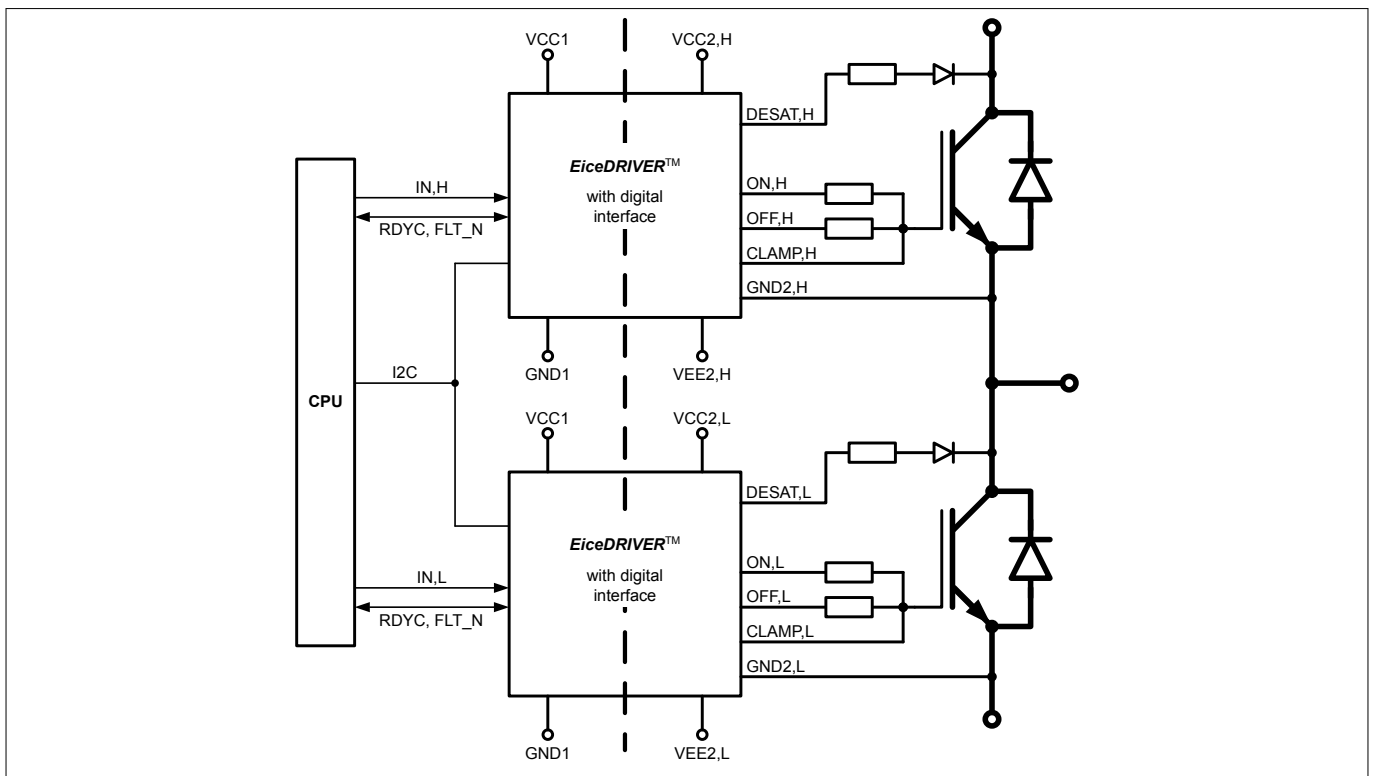 VCC1
VCC2,H
DESAT,H
EiceDRIVER™
with digital
interface
IN,H
RDYC, FLT_N
ON,H
OFF,H
CLAMP,H
GND2,H
GND1
VEE2,H
I2C
CPU
VCC1
VCC2,L
DESAT,L
EiceDRIVER™
with digital
interface
IN,L
RDYC, FLT_N
ON,L
OFF,L
CLAMP,L
GND2,L
GND1
VEE2,L